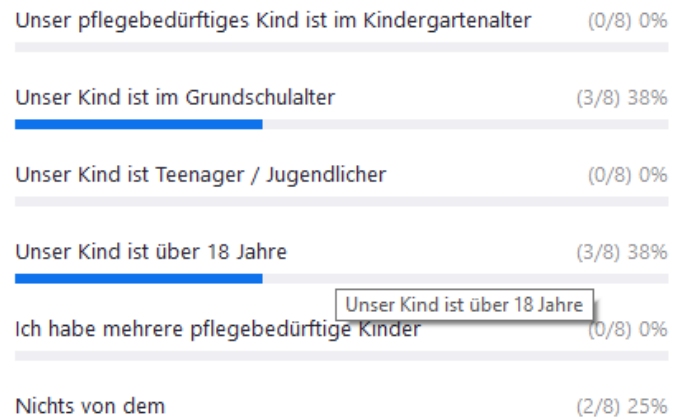 Unser pflegebedürftiges Kind ist im Kindergartenalter (0/8) 0%
Unser Kind ist im Grundschulalter (3/8) 38%
Unser Kind ist Teenager / Jugendlicher (0/8) 0%
Unser Kind ist über 18 Jahre (3/8) 38%
Unser Kind ist über 18 Jahre
Ich habe mehrere pflegebedürftige Kinder (0/8) 0%
Nichts von dem (2/8) 25%